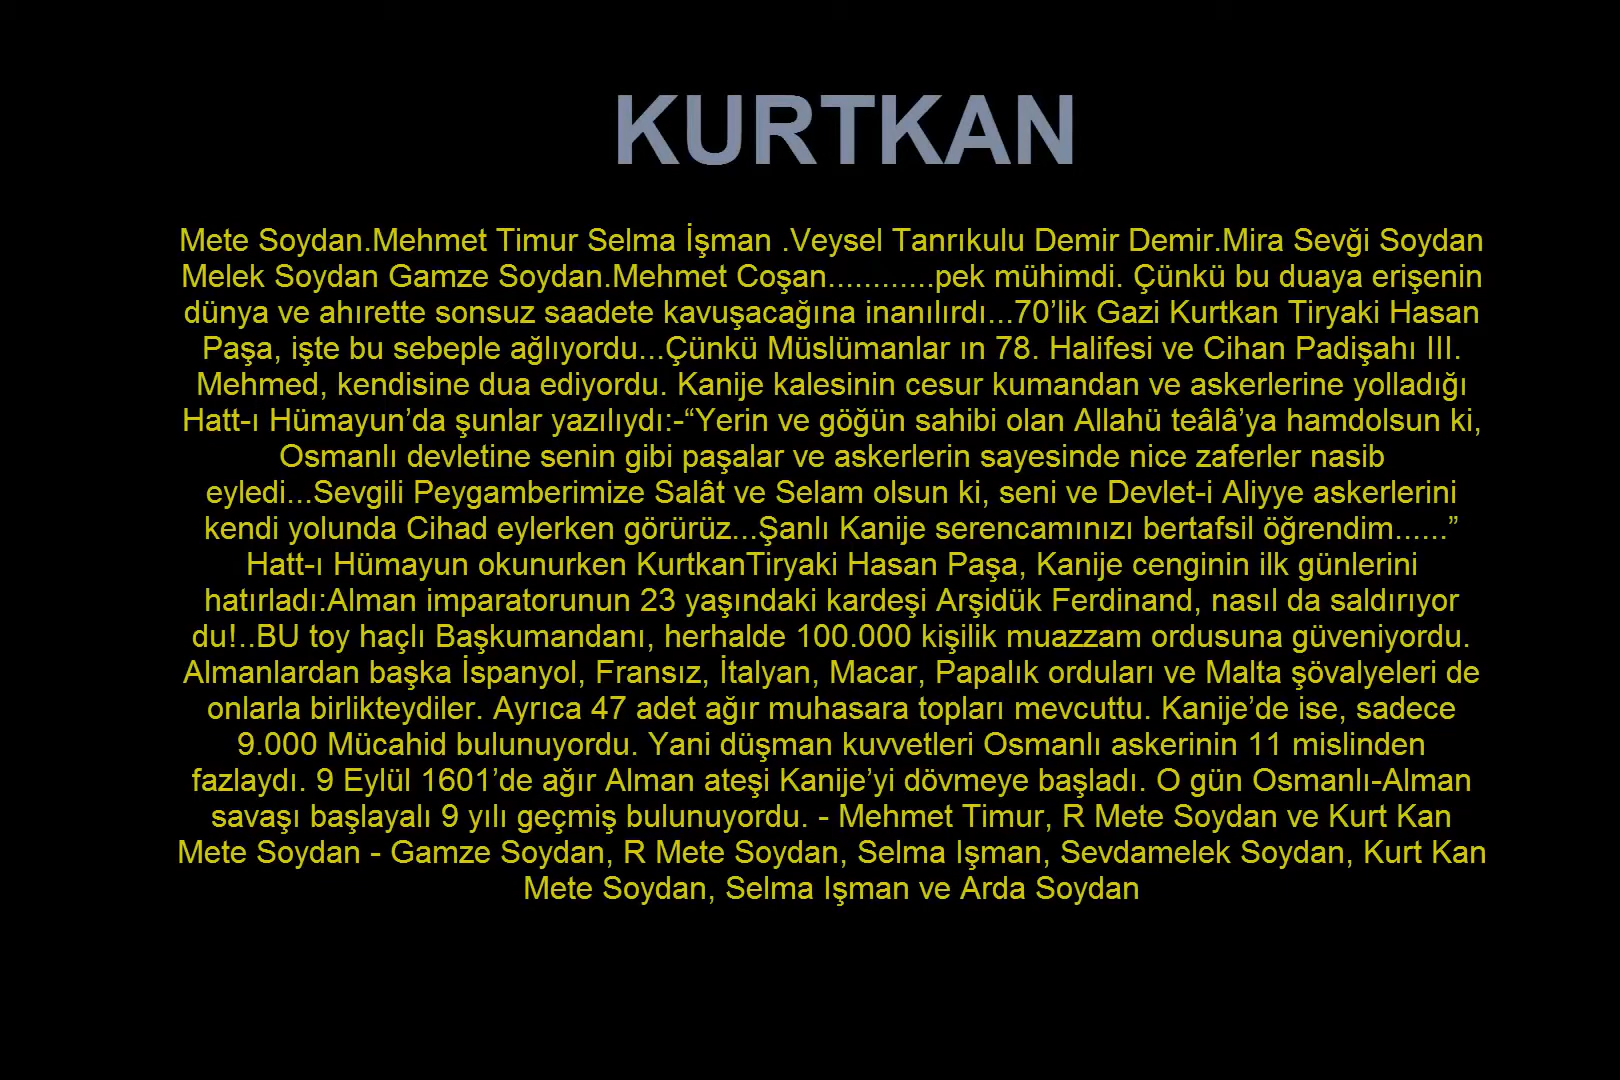 KURTKAN
Mete Soydan.Mehmet Timur Selma İşman .Veysel Tanrıkulu Demir Demir.Mira Sevği Soydan
Melek Soydan Gamze Soydan.Mehmet Coşan............pek mühimdi. Çünkü bu duaya erişenin
dünya ve ahırette sonsuz saadete kavuşacağına inanılırdı...70’lik Gazi Kurtkan Tiryaki Hasan
Paşa, işte bu sebeple ağlıyordu...Çünkü Müslümanlar ın 78. Halifesi ve Cihan Padişahı III.
Mehmed, kendisine dua ediyordu. Kanije kalesinin cesur kumandan ve askerlerine yolladığı
Hatt-ı Hümayun’da şunlar yazılıydı:-“Yerin ve göğün sahibi olan Allahü teâlâ’ya hamdolsun ki,
Osmanlı devletine senin gibi paşalar ve askerlerin sayesinde nice zaferler nasib
eyledi...Sevgili Peygamberimize Salât ve Selam olsun ki, seni ve Devlet-i Aliyye askerlerini
kendi yolunda Cihad eylerken görürüz...Şanlı Kanije serencamınızı bertafsil öğrendim......”
Hatt-ı Hümayun okunurken KurtkanTiryaki Hasan Paşa, Kanije cenginin ilk günlerini
hatırladı:Alman imparatorunun 23 yaşındaki kardeşi Arşidük Ferdinand, nasıl da saldırıyor
du!..BU toy haçlı Başkumandanı, herhalde 100.000 kişilik muazzam ordusuna güveniyordu.
Almanlardan başka İspanyol, Fransız, İtalyan, Macar, Papalık orduları ve Malta şövalyeleri de
onlarla birlikteydiler. Ayrıca 47 adet ağır muhasara topları mevcuttu. Kanije’de ise, sadece
9.000 Mücahid bulunuyordu. Yani düşman kuvvetleri Osmanlı askerinin 11 mislinden
fazlaydı. 9 Eylül 1601’de ağır Alman ateşi Kanije’yi dövmeye başladı. O gün Osmanlı-Alman
savaşı başlayalı 9 yılı geçmiş bulunuyordu. - Mehmet Timur, R Mete Soydan ve Kurt Kan
Mete Soydan - Gamze Soydan, R Mete Soydan, Selma Işman, Sevdamelek Soydan, Kurt Kan
Mete Soydan, Selma Işman ve Arda Soydan